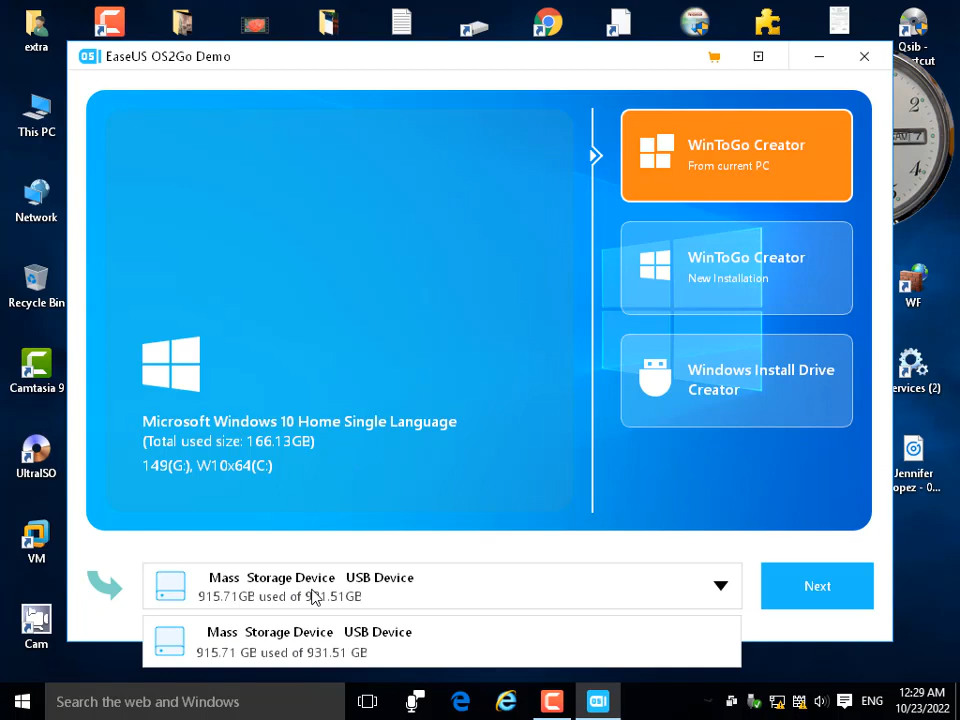 extra
Qsib -
EaseUS OS2Go Demo
This PC
Network
Recycle Bin
Camtasia 9
UltraISO
VM
Cam
WF
ervices (2)
Jennifer
opez - 0...
WinToGo Creator
From current PC
WinToGo Creator
New Installation
Windows Install Drive
Creator
Microsoft Windows 10 Home Single Language
(Total used size: 166.13GB)
149(G:), W10x64(C:)
Mass Storage Device USB Device
915.71GB used of 931.51GB
Next
Mass Storage Device USB Device
915.71 GB used of 931.51 GB
Search the web and Windows
ENG
12:29 AM
10/23/2022